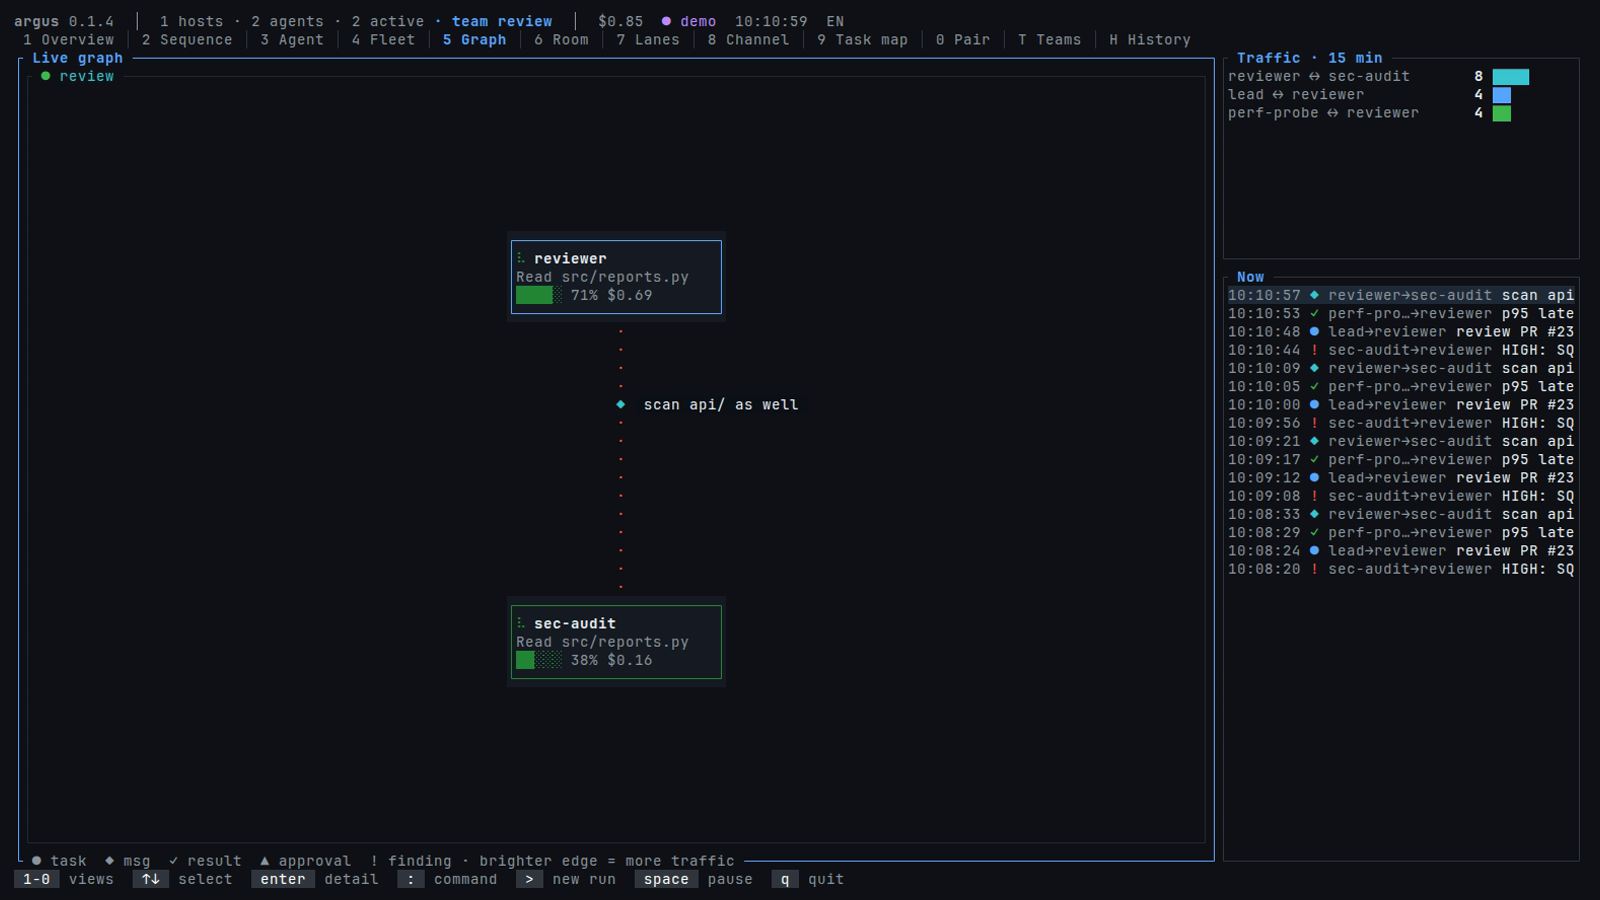 argus 0.1.4 │ 1 hosts · 2 agents · 2 active · team review │ $0.85 ● demo 10:10:59 EN
1 Overview │ 2 Sequence │ 3 Agent │ 4 Fleet │ 5 Graph │ 6 Room │ 7 Lanes │ 8 Channel │ 9 Task map │ 0 Pair │ T Teams │ H History
Live graph
● review
reviewer
Read src/reports.py
71% $0.69
◆ scan api/ as well
sec-audit
Read src/reports.py
38% $0.16
● task ◆ msg ✓ result ▲ approval ! finding · brighter edge = more traffic
Traffic · 15 min
reviewer ↔ sec-audit 8
lead ↔ reviewer 4
perf-probe ↔ reviewer 4
Now
10:10:57 ◆ reviewer→sec-audit scan api
10:10:53 ✓ perf-pro…→reviewer p95 late
10:10:48 ● lead→reviewer review PR #23
10:10:44 ! sec-audit→reviewer HIGH: SQ
10:10:09 ◆ reviewer→sec-audit scan api
10:10:05 ✓ perf-pro…→reviewer p95 late
10:10:00 ● lead→reviewer review PR #23
10:09:56 ! sec-audit→reviewer HIGH: SQ
10:09:21 ◆ reviewer→sec-audit scan api
10:09:17 ✓ perf-pro…→reviewer p95 late
10:09:12 ● lead→reviewer review PR #23
10:09:08 ! sec-audit→reviewer HIGH: SQ
10:08:33 ◆ reviewer→sec-audit scan api
10:08:29 ✓ perf-pro…→reviewer p95 late
10:08:24 ● lead→reviewer review PR #23
10:08:20 ! sec-audit→reviewer HIGH: SQ
1-0 views ↑↓ select enter detail : command > new run space pause q quit